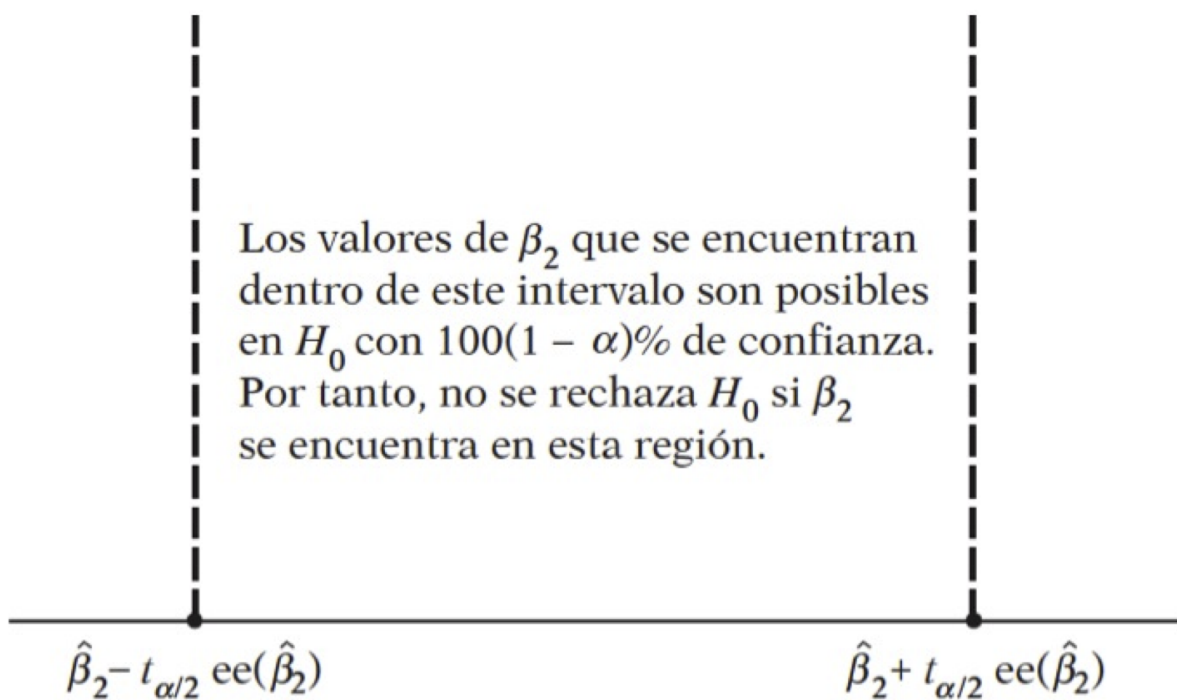 Los valores de β₂ que se encuentran
dentro de este intervalo son posibles
en H₀ con 100(1 – α)% de confianza.
Por tanto, no se rechaza H₀ si β₂
se encuentra en esta región.
β̂₂– t_α/2 ee(β̂₂)
β̂₂+ t_α/2 ee(β̂₂)